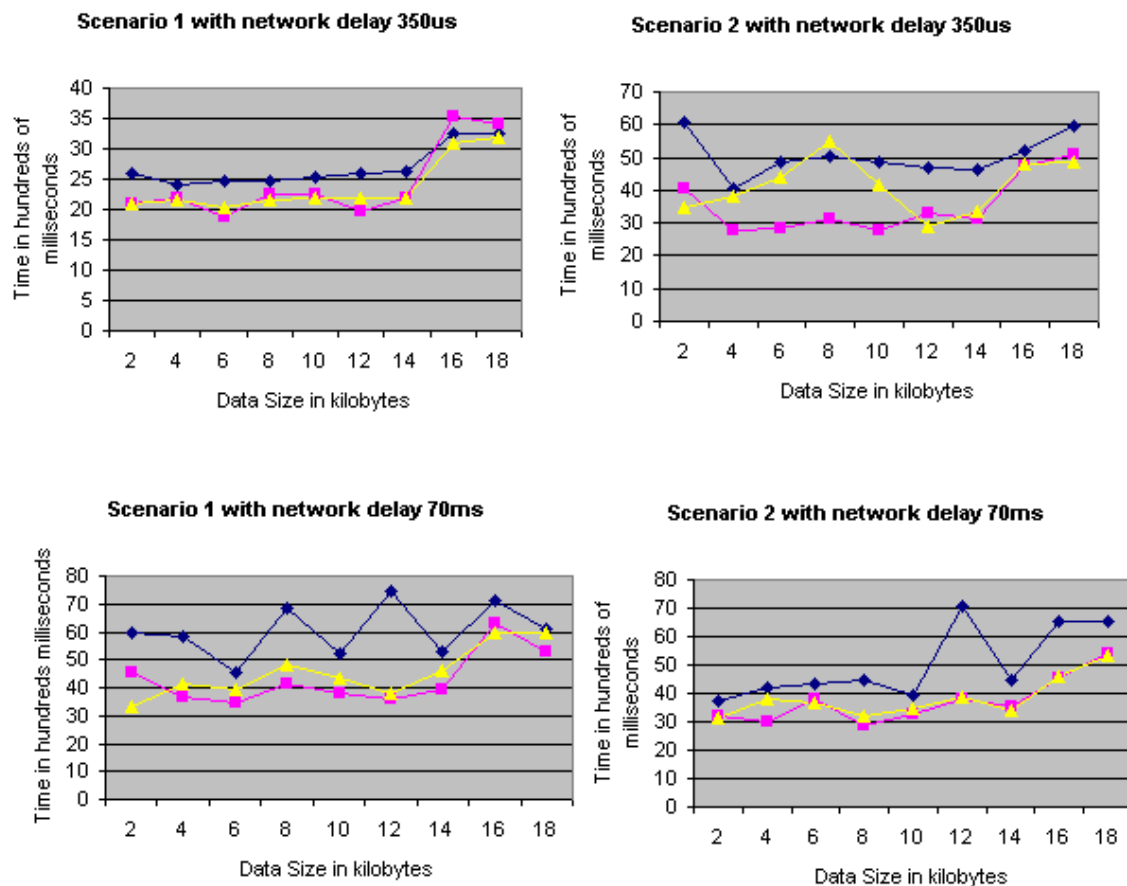 Scenario 1 with network delay 350us
Time in hundreds of
milliseconds
40
35
30
25
20
15
10
5
0
2 4 6 8 10 12 14 16 18
Data Size in kilobytes
Scenario 2 with network delay 350us
Time in hundreds of
milliseconds
70
60
50
40
30
20
10
0
2 4 6 8 10 12 14 16 18
Data Size in kilobytes
Scenario 1 with network delay 70ms
Time in hundreds milliseconds
80
70
60
50
40
30
20
10
0
2 4 6 8 10 12 14 16 18
Data Size in kilobytes
Scenario 2 with network delay 70ms
Time in hundreds of
milliseconds
80
70
60
50
40
30
20
10
0
2 4 6 8 10 12 14 16 18
Data Size in kilobytes